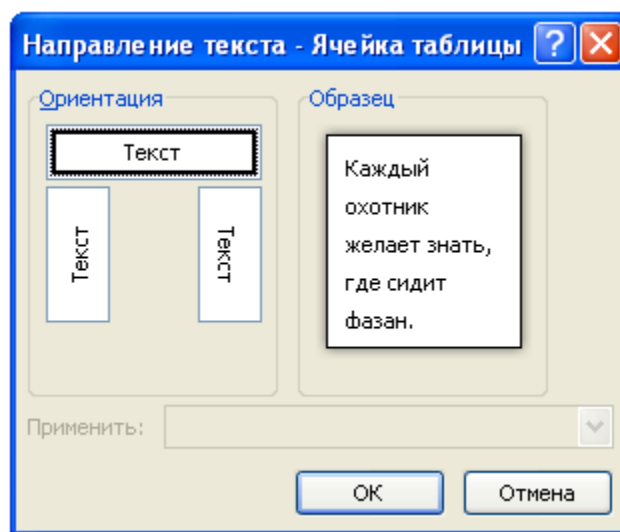 Направление текста - Ячейка таблицы ?
Ориентация
Текст
Текст
Текст
Образец
Каждый
охотник
желает знать,
где сидит
фазан.
Применить:
ОК
Отмена